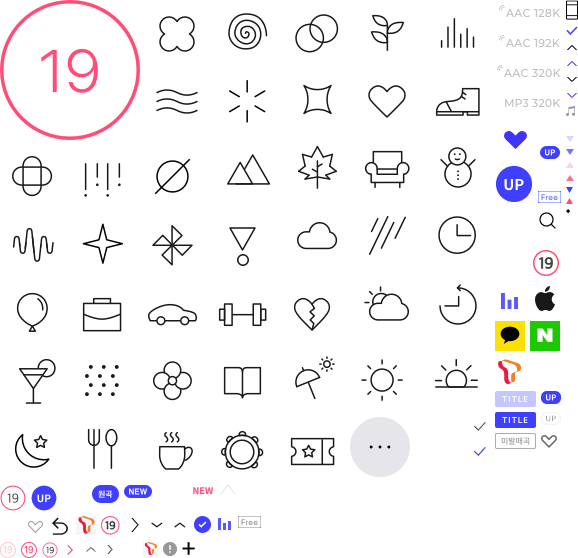 19
AAC 128K
AAC 192K
AAC 320K
MP3 320K
UP
UP
Free
19
N
TITLE
UP
TITLE
UP
미발매곡
19
UP
원곡
NEW
NEW
19
Free
19
19
19